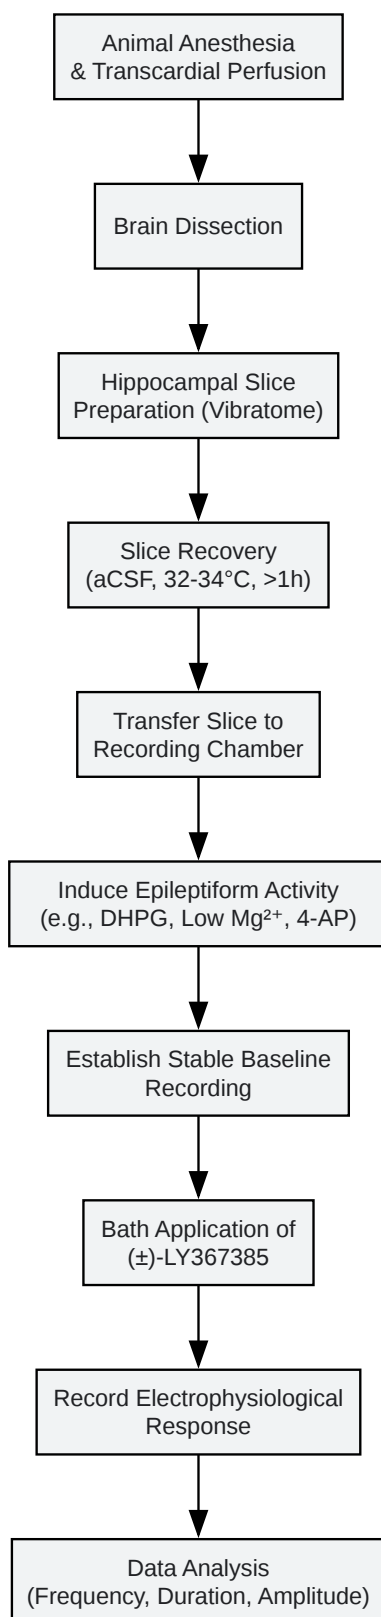 Animal Anesthesia
& Transcardial Perfusion
Brain Dissection
Hippocampal Slice
Preparation (Vibratome)
Slice Recovery
(aCSF, 32-34°C, >1h)
Transfer Slice to
Recording Chamber
Induce Epileptiform Activity
(e.g., DHPG, Low Mg²⁺, 4-AP)
Establish Stable Baseline
Recording
Bath Application of
(±)-LY367385
Record Electrophysiological
Response
Data Analysis
(Frequency, Duration, Amplitude)